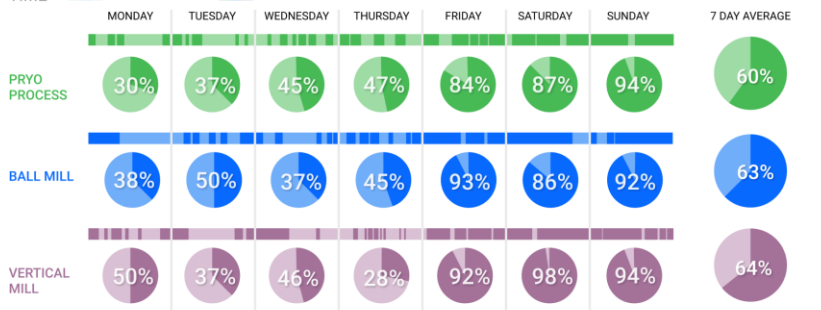 MONDAY TUESDAY WEDNESDAY THURSDAY FRIDAY SATURDAY SUNDAY 7 DAY AVERAGE
PRYO
PROCESS
30% 37% 45% 47% 84% 87% 94% 60%
BALL MILL 38% 50% 37% 45% 93% 86% 92% 63%
VERTICAL
MILL
50% 37% 46% 28% 92% 98% 94% 64%